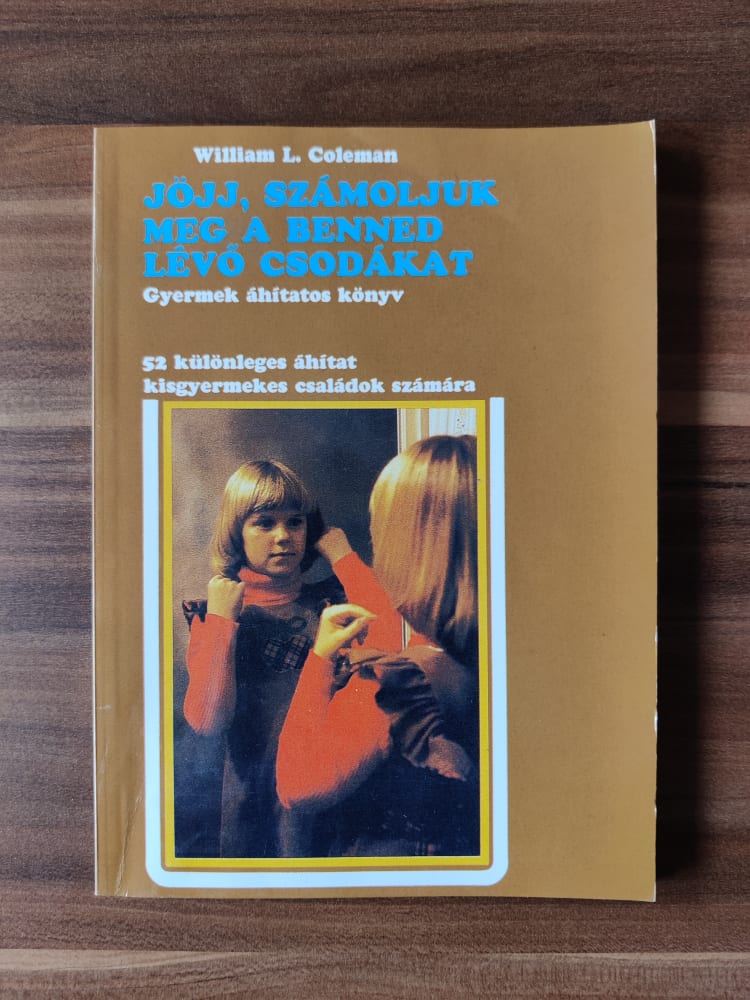 William L. Coleman
JÖJJ, SZÁMOLJUK
MEG A BENNED
LÉVŐ CSODÁKAT
Gyermek áhítatos könyv
52 különleges áhítat
kisgyermekes családok számára